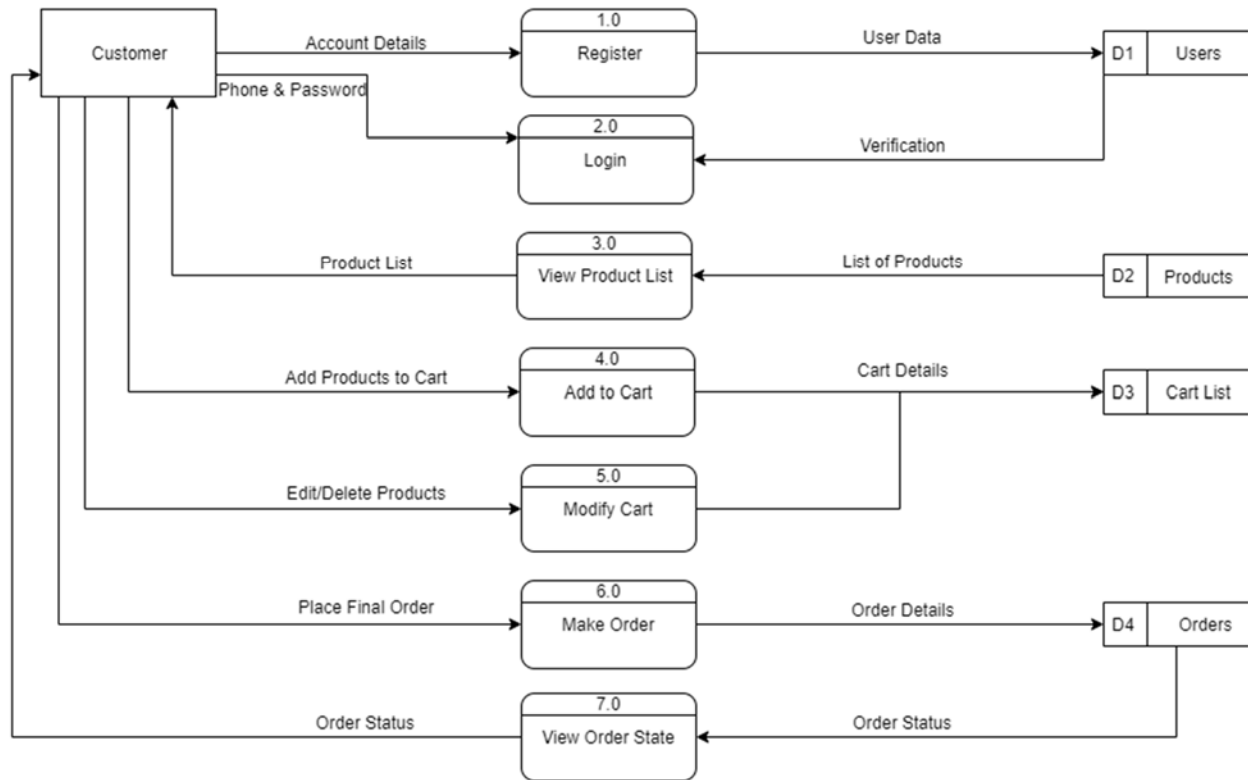 1.0
Customer
Account Details
Register
User Data
D1
Users
Phone & Password
2.0
Login
Verification
3.0
Product List
View Product List
List of Products
D2
Products
4.0
Add Products to Cart
Add to Cart
Cart Details
D3
Cart List
5.0
Edit/Delete Products
Modify Cart
6.0
Place Final Order
Make Order
Order Details
D4
Orders
7.0
Order Status
View Order State
Order Status